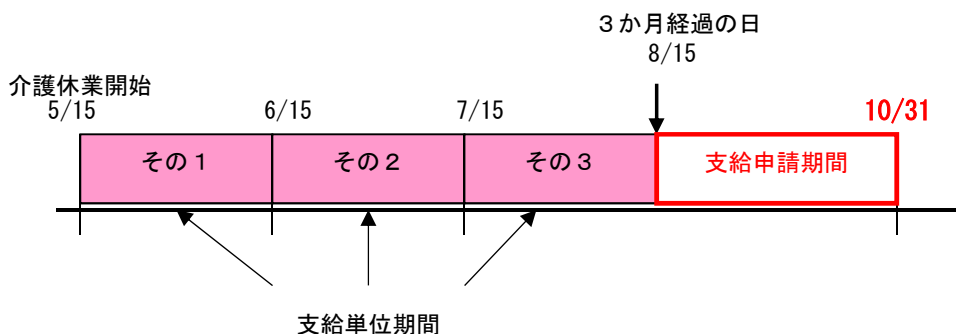 ３か月経過の日
8/15
介護休業開始
5/15
6/15
7/15
10/31
その１
その２
その３
支給申請期間
支給単位期間